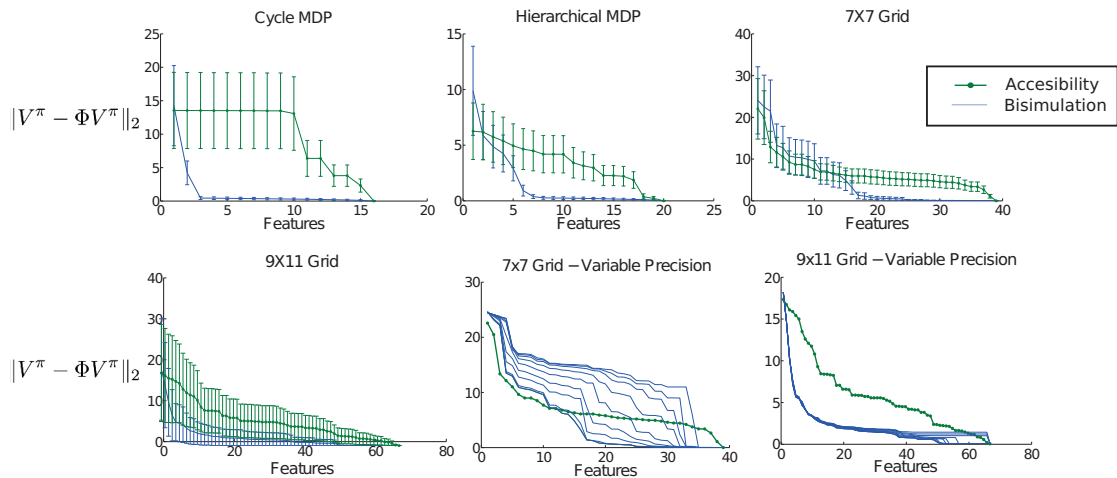 Cycle MDP
Hierarchical MDP
7X7 Grid
|V^π − ΦV^π‖₂
25
20
15
10
5
0
0 5 10 15 20
Features
15
10
5
0
0 5 10 15 20 25
Features
40
30
20
10
0
0 10 20 30 40
Features
Accesibility
Bisimulation
9X11 Grid
7x7 Grid – Variable Precision
9x11 Grid – Variable Precision
|V^π − ΦV^π‖₂
40
30
20
10
0
0 20 40 60 80
Features
30
20
10
0
0 10 20 30 40
Features
20
15
10
5
0
0 20 40 60 80
Features